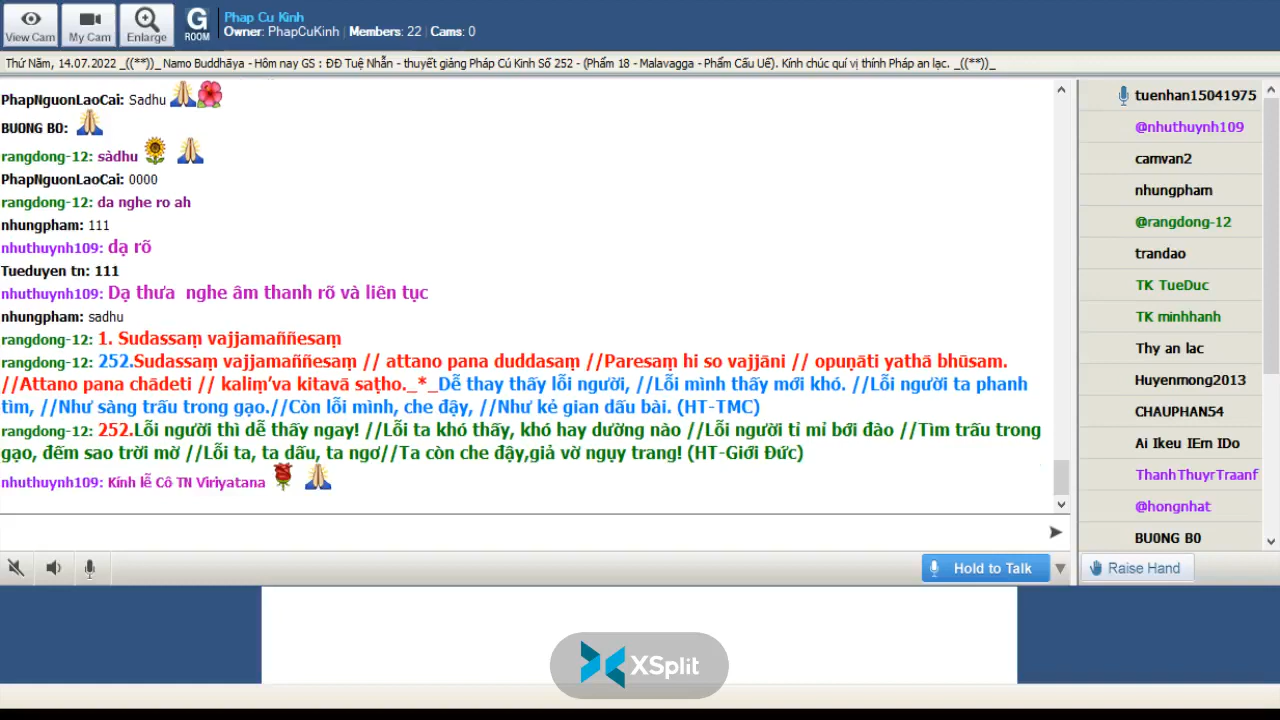 View Cam
My Cam
Enlarge
G
ROOM
Phap Cu Kinh
Owner: PhapCuKinh | Members: 22 | Cams: 0
Thứ Năm, 14.07.2022 _((**))_ Namo Buddhāya - Hôm nay GS : ĐĐ Tuệ Nhẫn - thuyết giảng Pháp Cú Kinh Số 252 - (Phẩm 18 - Malavagga - Phẩm Cấu Uế). Kính chúc quí vị thính Pháp an lạc. _((**))_
PhapNguonLaoCai: Sadhu
BU0NG B0:
rangdong-12: sàdhu
PhapNguonLaoCai: 0000
rangdong-12: da nghe ro ah
nhungpham: 111
nhuthuynh109: dạ rõ
Tueduyen tn: 111
nhuthuynh109: Dạ thưa nghe âm thanh rõ và liên tục
nhungpham: sadhu
rangdong-12: 1. Sudassaṃ vajjamaññesaṃ
rangdong-12: 252.Sudassaṃ vajjamaññesaṃ // attano pana duddasaṃ //Paresaṃ hi so vajjāni // opuṇāti yathā bhūsam.
//Attano pana chādeti // kaliṃ’va kitavā saṭho._*_Dễ thay thấy lỗi người, //Lỗi mình thấy mới khó. //Lỗi người ta phanh
tìm, //Như sàng trấu trong gạo.//Còn lỗi mình, che đậy, //Như kẻ gian dấu bài. (HT-TMC)
rangdong-12: 252.Lỗi người thì dễ thấy ngay! //Lỗi ta khó thấy, khó hay dường nào //Lỗi người tỉ mỉ bới đào //Tìm trấu trong
gạo, đếm sao trời mờ //Lỗi ta, ta dấu, ta ngơ//Ta còn che đậy,giả vờ ngụy trang! (HT-Giới Đức)
nhuthuynh109: Kính lễ Cô TN Viriyatana
tuenhan15041975
@nhuthuynh109
camvan2
nhungpham
@rangdong-12
trandao
TK TueDuc
TK minhhanh
Thy an lac
Huyenmong2013
CHAUPHAN54
Ai Ikeu IEm IDo
ThanhThuyrTraanf
@hongnhat
BU0NG B0
Hold to Talk
Raise Hand
XSplit